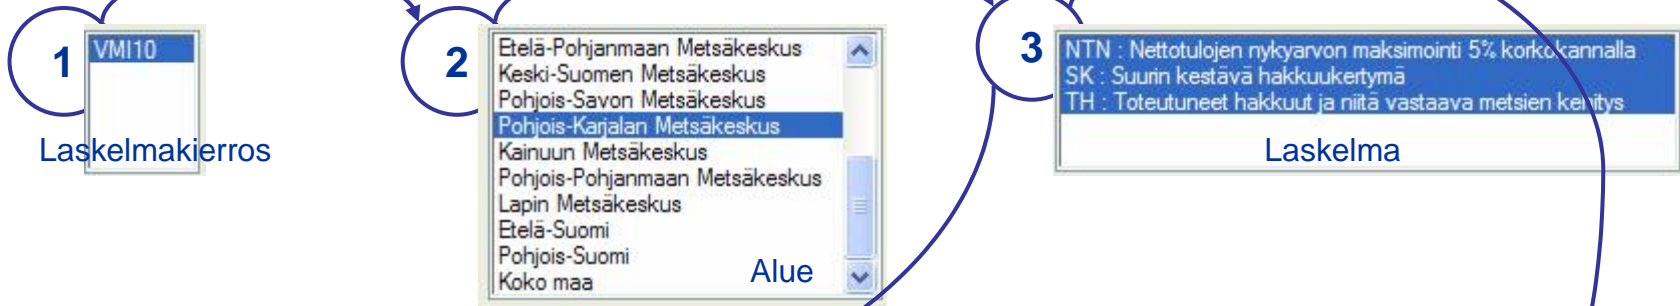 1
VMI10
Laskelmakierros
2
Etelä-Pohjanmaan Metsäkeskus
Keski-Suomen Metsäkeskus
Pohjois-Savon Metsäkeskus
Pohjois-Karjalan Metsäkeskus
Kainuun Metsäkeskus
Pohjois-Pohjanmaan Metsäkeskus
Lapin Metsäkeskus
Etelä-Suomi
Pohjois-Suomi
Koko maa
Alue
3
NTN : Nettotulojen nykyarvon maksimointi 5% korkokannalla
SK : Suurin kestävä hakkuukertymä
TH : Toteutuneet hakkuut ja niitä vastaava metsien kehitys
Laskelma